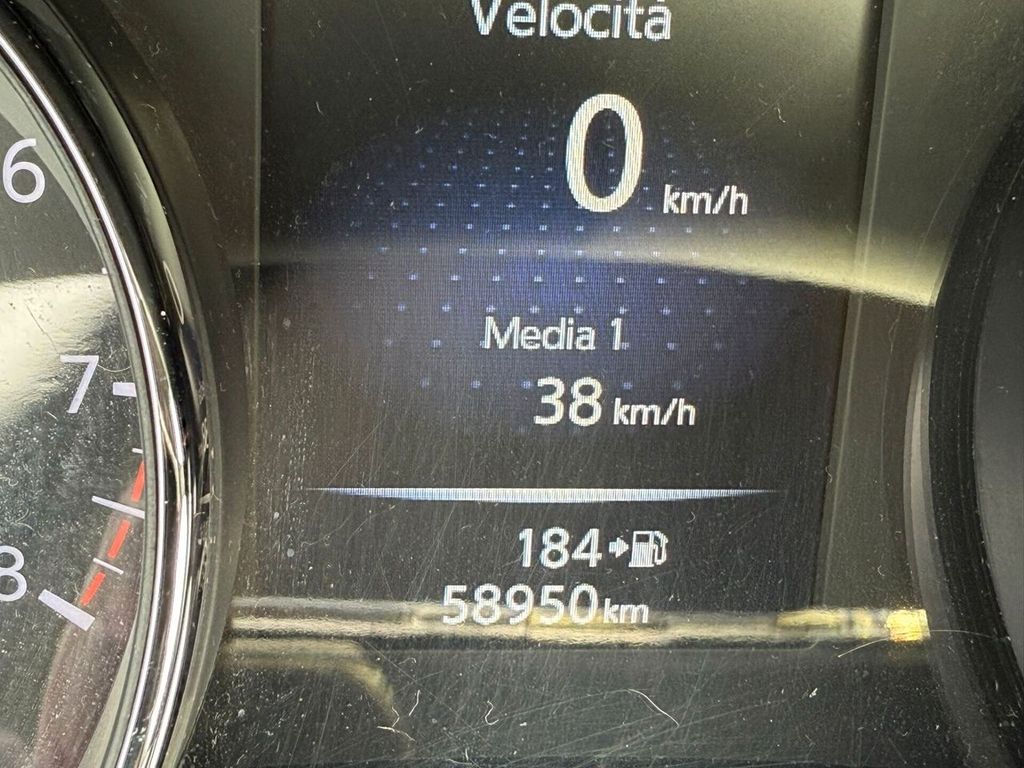 Velocità
0 km/h
Media 1
38 km/h
184
58950 km
6
7
8